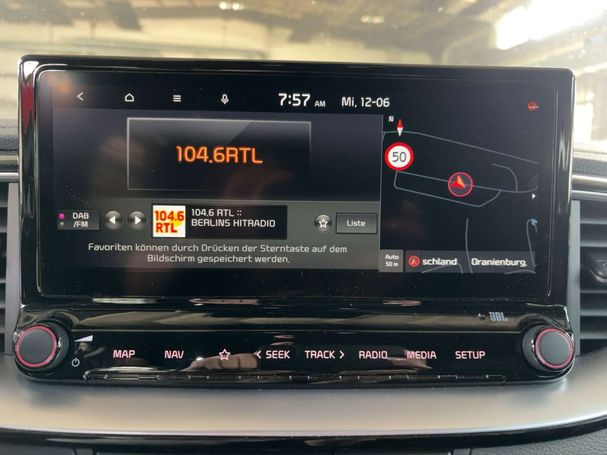 7:57 AM Mi, 12-06
N
104.6RTL
50
DAB
/FM
104.6
RTL
104.6 RTL ::
BERLINS HITRADIO
Liste
Favoriten können durch Drücken der Sterntaste auf dem
Bildschirm gespeichert werden.
Auto
50 m
schland Oranienburg,
JBL
MAP NAV SEEK TRACK RADIO MEDIA SETUP